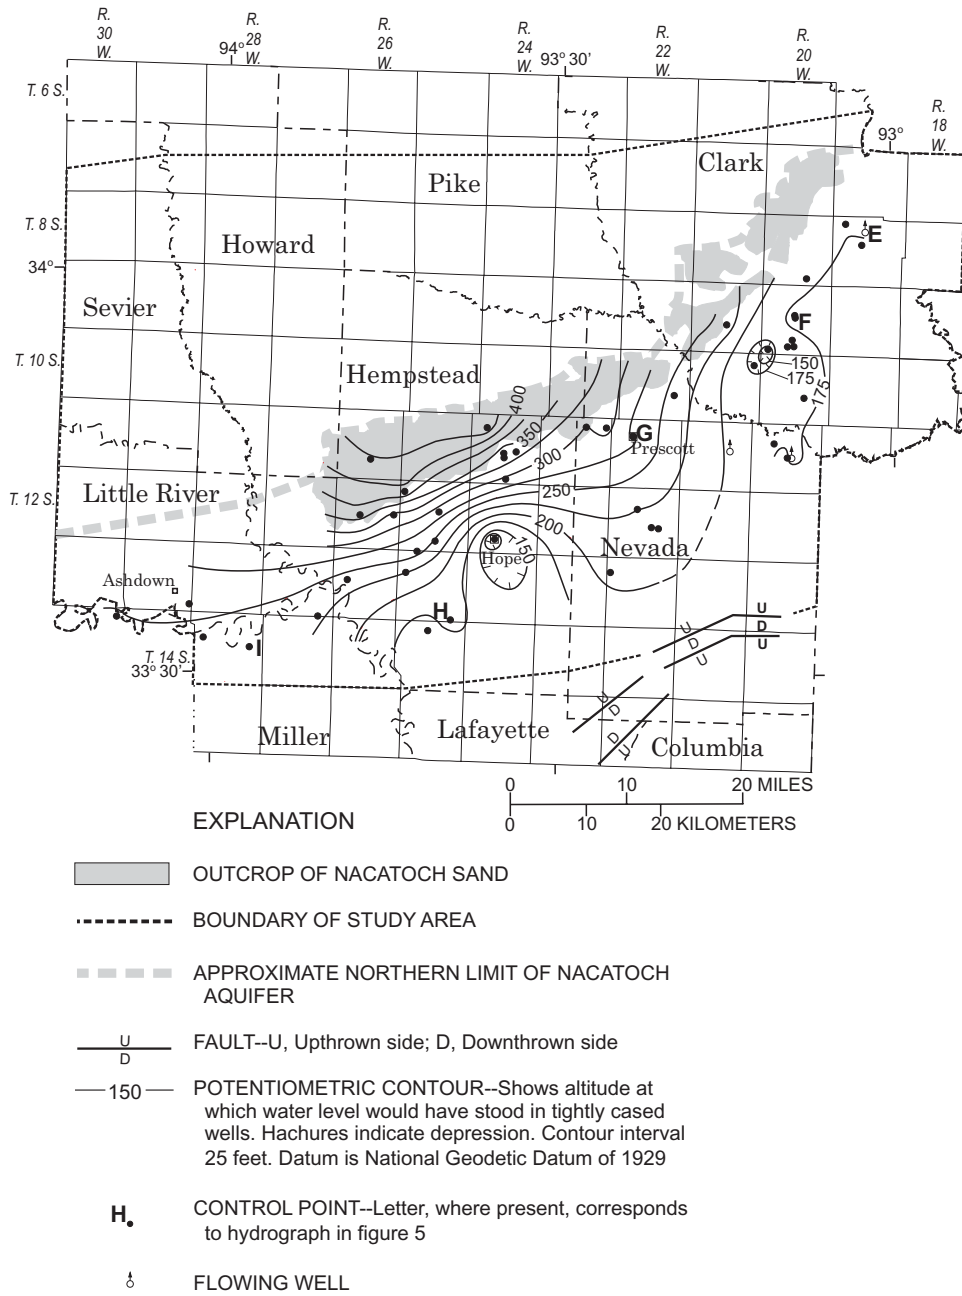 R.
30
W.
R.
28
W.
R.
26
W.
R.
24
W.
R.
22
W.
R.
20
W.
R.
18
W.
94°
93° 30'
93°
T. 6 S.
Clark
Pike
T. 8 S.
E
Howard
34°
Sevier
F
T. 10 S.
150
175
Hempstead
175
400
350
G
Prescott
300
T. 12 S.
Little River
250
200
150
Hope
Nevada
Ashdown
H
I
U
D
U
U
D
U
T. 14 S.
33° 30'
U
D
D
U
Miller
Lafayette
Columbia
0 10 20 MILES
0 10 20 KILOMETERS
EXPLANATION
OUTCROP OF NACATOCH SAND
BOUNDARY OF STUDY AREA
APPROXIMATE NORTHERN LIMIT OF NACATOCH
AQUIFER
U
D
FAULT--U, Upthrown side; D, Downthrown side
150
POTENTIOMETRIC CONTOUR--Shows altitude at
which water level would have stood in tightly cased
wells. Hachures indicate depression. Contour interval
25 feet. Datum is National Geodetic Datum of 1929
H
CONTROL POINT--Letter, where present, corresponds
to hydrograph in figure 5
FLOWING WELL